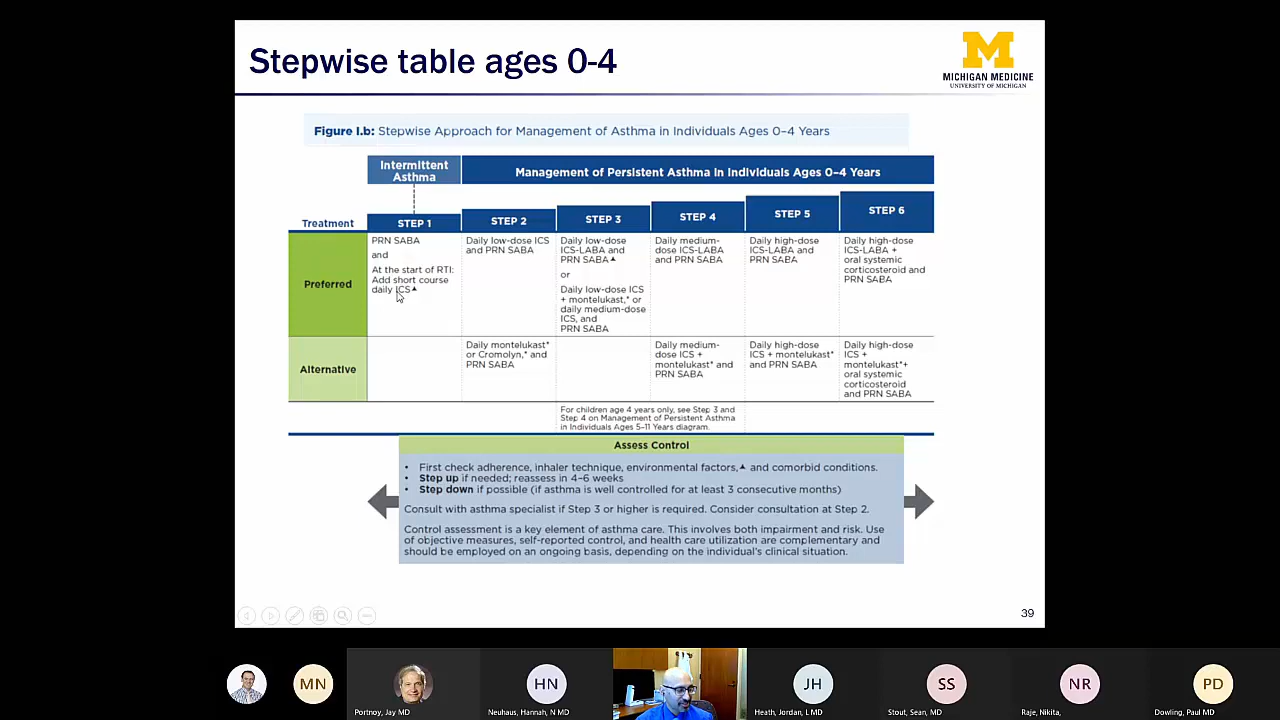 Stepwise table ages 0-4
M
MICHIGAN MEDICINE
UNIVERSITY OF MICHIGAN
Figure I.b: Stepwise Approach for Management of Asthma in Individuals Ages 0–4 Years
Intermittent
Asthma
Management of Persistent Asthma in Individuals Ages 0–4 Years
Treatment
STEP 1
STEP 2
STEP 3
STEP 4
STEP 5
STEP 6
Preferred
PRN SABA
and
At the start of RTI:
Add short course
daily ICS▲
Daily low-dose ICS
and PRN SABA
Daily low-dose
ICS-LABA and
PRN SABA▲
or
Daily low-dose ICS
+ montelukast,* or
daily medium-dose
ICS, and
PRN SABA
Daily medium-
dose ICS-LABA
and PRN SABA
Daily high-dose
ICS-LABA and
PRN SABA
Daily high-dose
ICS-LABA +
oral systemic
corticosteroid and
PRN SABA
Alternative
Daily montelukast*
or Cromolyn,* and
PRN SABA
Daily medium-
dose ICS +
montelukast* and
PRN SABA
Daily high-dose
ICS + montelukast*
and PRN SABA
Daily high-dose
ICS +
montelukast*+
oral systemic
corticosteroid
and PRN SABA
For children age 4 years only, see Step 3 and
Step 4 on Management of Persistent Asthma
in Individuals Ages 5–11 Years diagram.
Assess Control
• First check adherence, inhaler technique, environmental factors,▲ and comorbid conditions.
• Step up if needed; reassess in 4–6 weeks
• Step down if possible (if asthma is well controlled for at least 3 consecutive months)
Consult with asthma specialist if Step 3 or higher is required. Consider consultation at Step 2.
Control assessment is a key element of asthma care. This involves both impairment and risk. Use
of objective measures, self-reported control, and health care utilization are complementary and
should be employed on an ongoing basis, depending on the individual's clinical situation.
39
MN
Portnoy, Jay MD
HN
Neuhaus, Hannah, N MD
JH
Heath, Jordan, L MD
SS
Stout, Sean, MD
NR
Raje, Nikita,
PD
Dowling, Paul MD